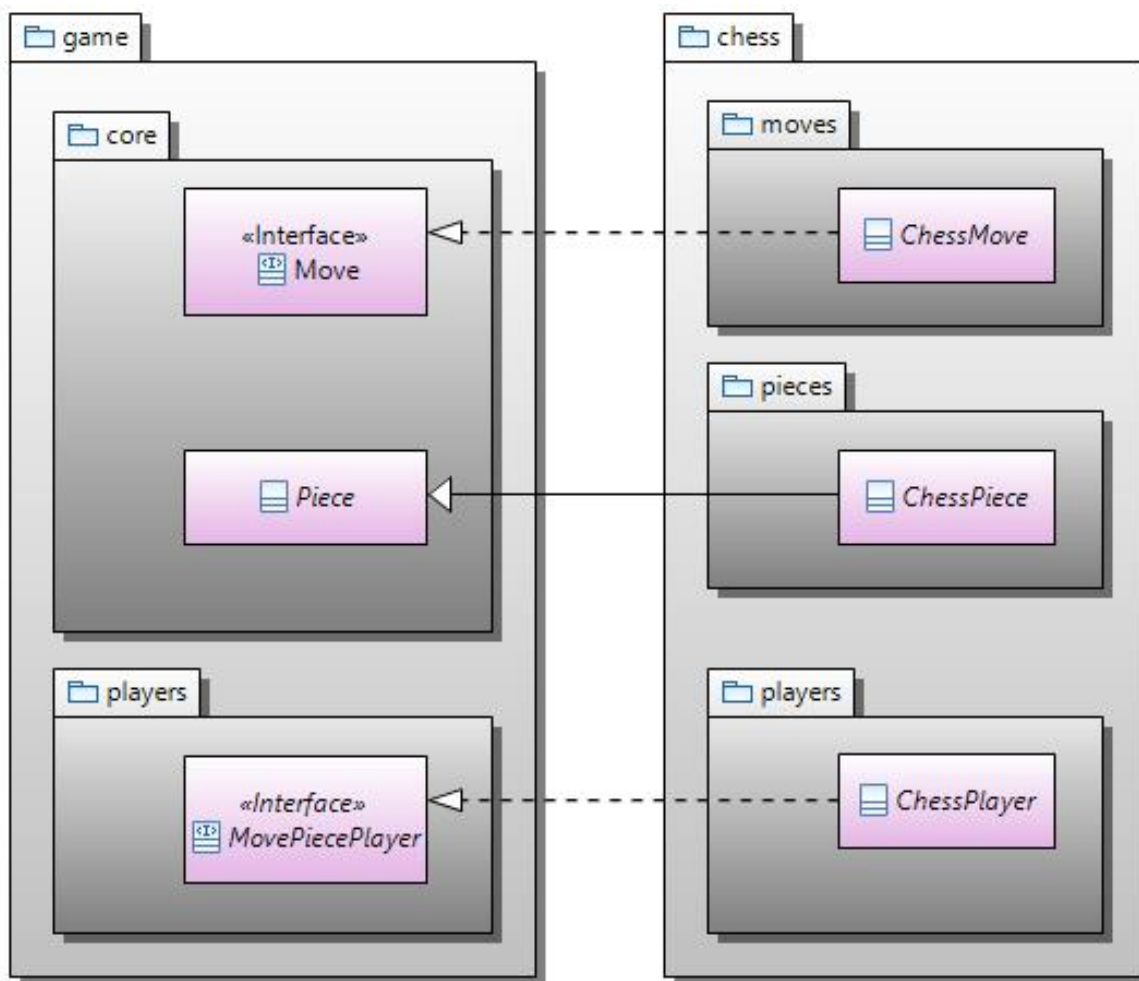 game
core
«Interface»
Move
Piece
players
«Interface»
MovePiecePlayer
chess
moves
ChessMove
pieces
ChessPiece
players
ChessPlayer